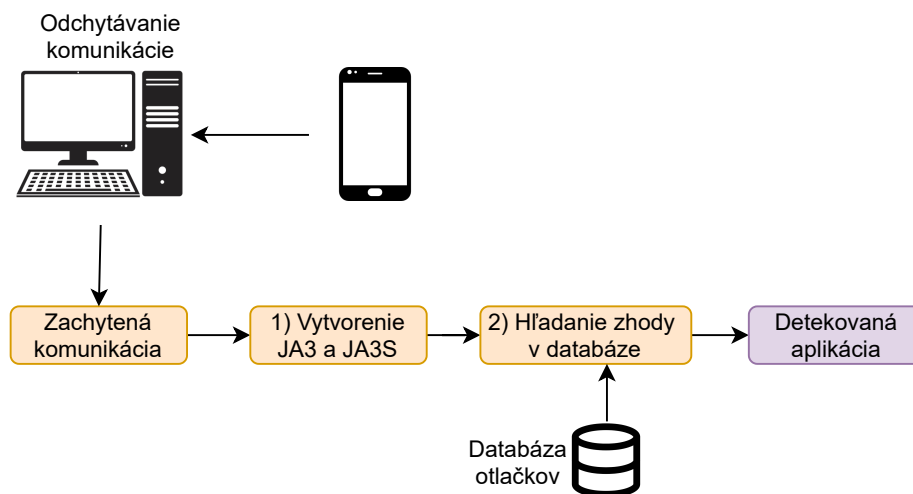 Odchytávanie
komunikácie
Zachytená
komunikácia
1) Vytvorenie
JA3 a JA3S
2) Hľadanie zhody
v databáze
Detekovaná
aplikácia
Databáza
otlačkov